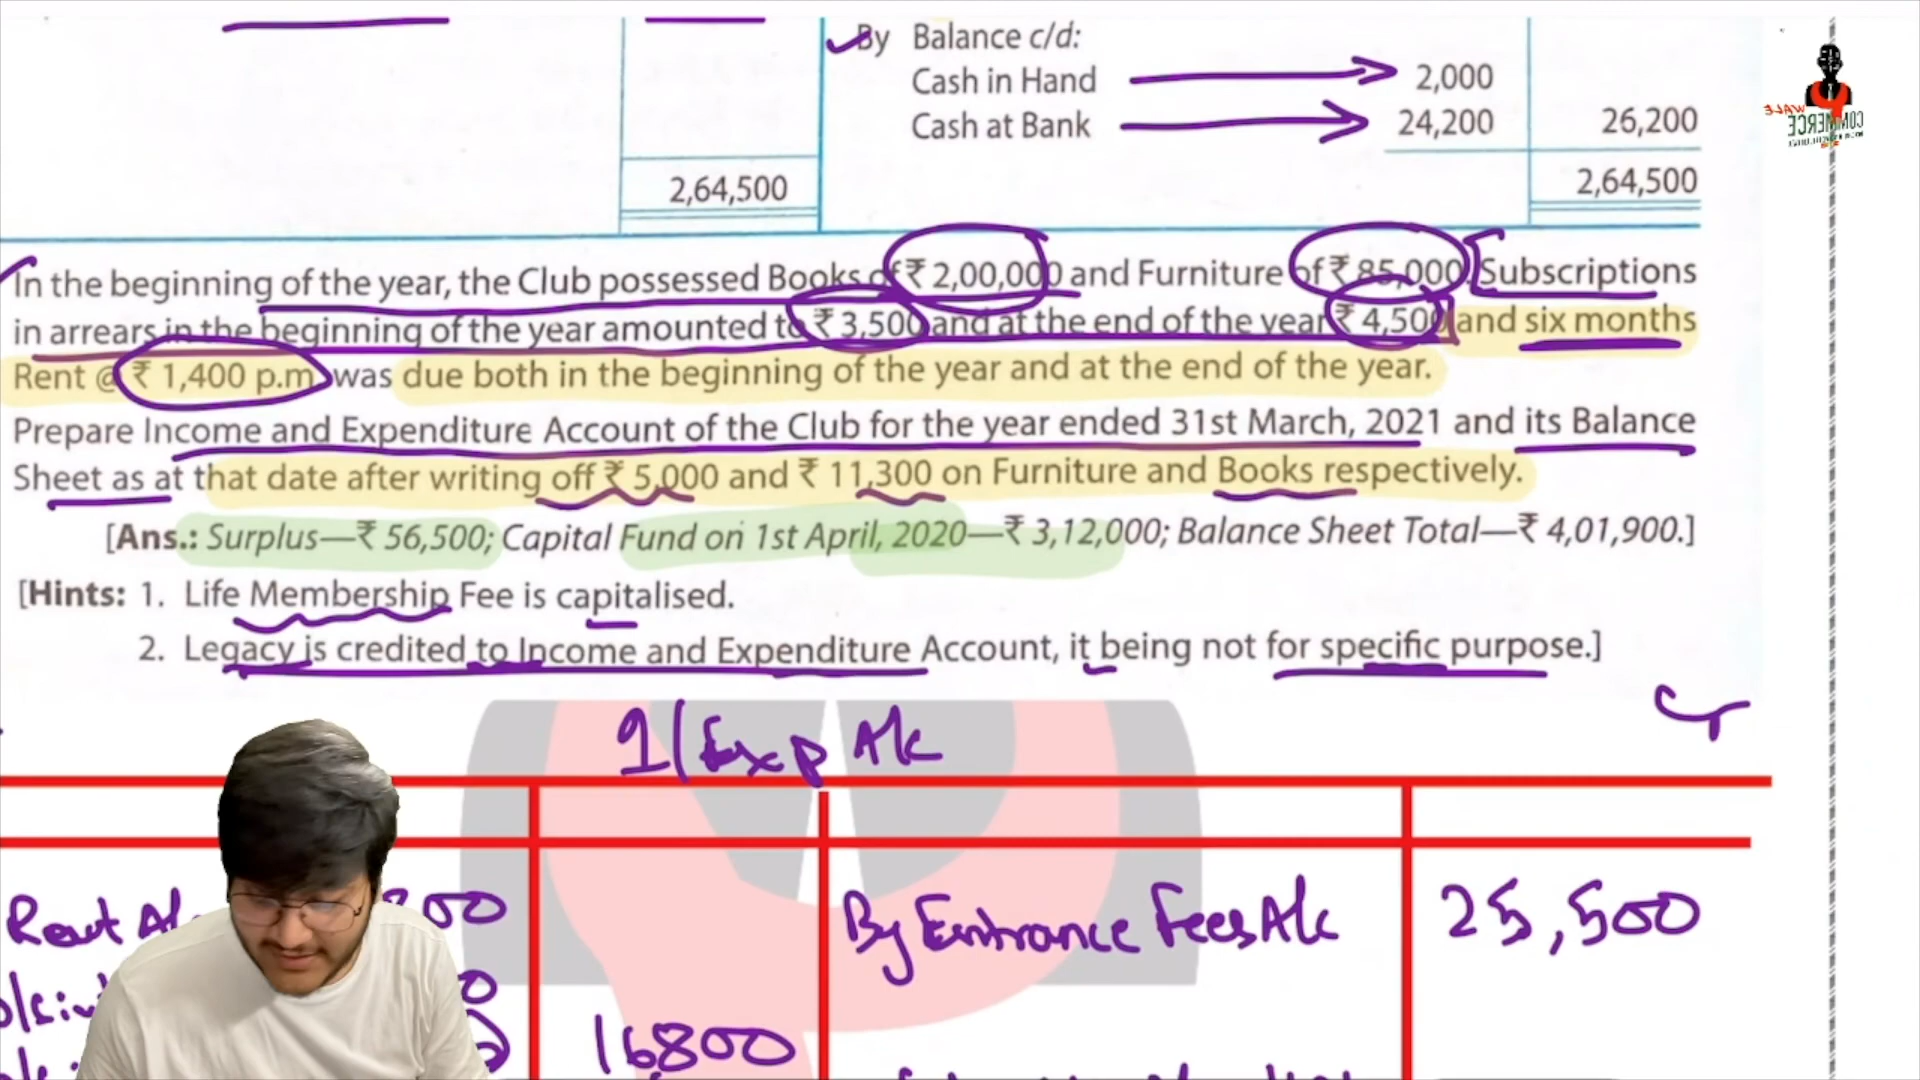 By Balance c/d:
Cash in Hand 2,000
Cash at Bank 24,200 26,200
2,64,500 2,64,500
In the beginning of the year, the Club possessed Books of ₹ 2,00,000 and Furniture of ₹ 85,000. Subscriptions
in arrears in the beginning of the year amounted to ₹ 3,500 and at the end of the year ₹ 4,500 and six months
Rent @ ₹ 1,400 p.m. was due both in the beginning of the year and at the end of the year.
Prepare Income and Expenditure Account of the Club for the year ended 31st March, 2021 and its Balance
Sheet as at that date after writing off ₹ 5,000 and ₹ 11,300 on Furniture and Books respectively.
[Ans.: Surplus—₹ 56,500; Capital Fund on 1st April, 2020—₹ 3,12,000; Balance Sheet Total—₹ 4,01,900.]
[Hints: 1. Life Membership Fee is capitalised.
2. Legacy is credited to Income and Expenditure Account, it being not for specific purpose.]
I/Exp A/c
Rent By Entrance Fees A/c 25,500
16800
COMMERCE
WALE